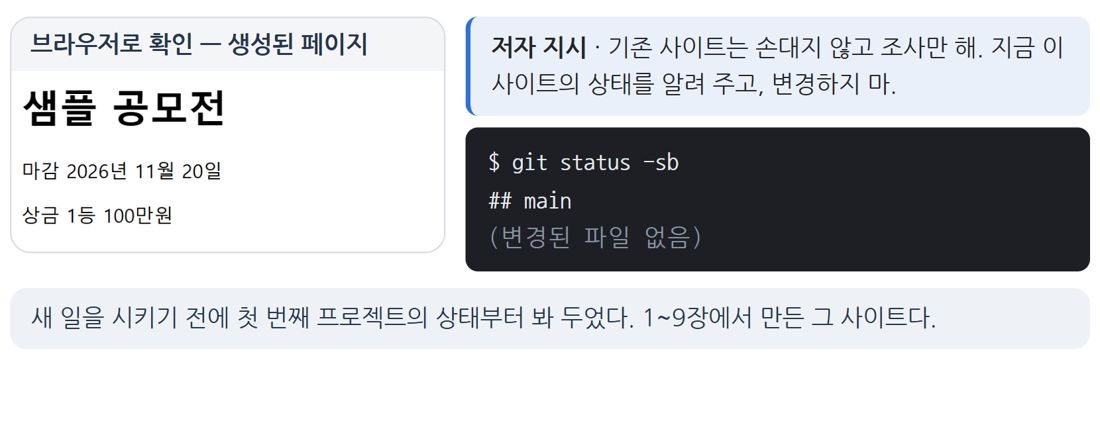 브라우저로 확인 — 생성된 페이지
샘플 공모전
마감 2026년 11월 20일
상금 1등 100만원
저자 지시 · 기존 사이트는 손대지 않고 조사만 해. 지금 이
사이트의 상태를 알려 주고, 변경하지 마.
$ git status -sb
## main
(변경된 파일 없음)
새 일을 시키기 전에 첫 번째 프로젝트의 상태부터 봐 두었다. 1~9장에서 만든 그 사이트다.